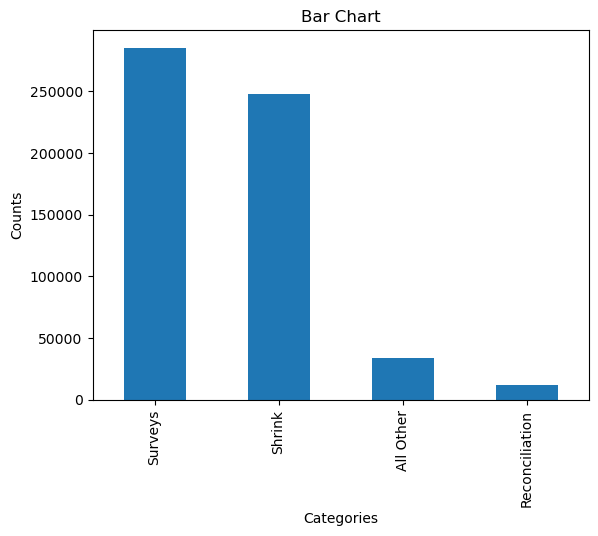 Bar Chart
Counts
250000
200000
150000
100000
50000
0
Surveys
Shrink
All Other
Reconciliation
Categories